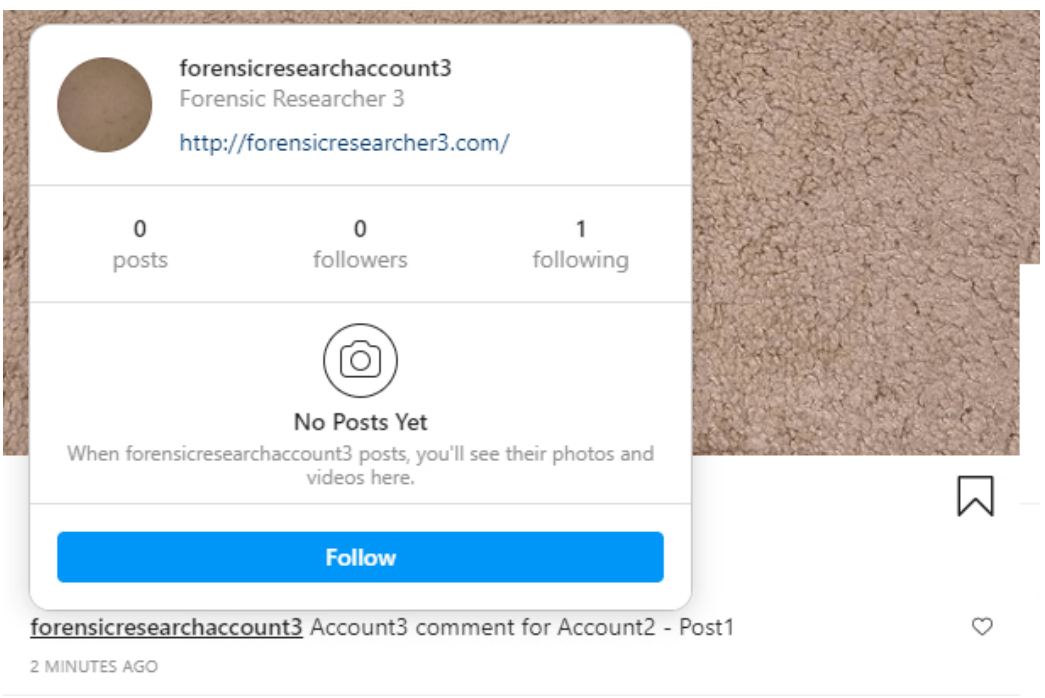 forensicresearchaccount3
Forensic Researcher 3
http://forensicresearcher3.com/
0 0 1
posts followers following
No Posts Yet
When forensicresearchaccount3 posts, you'll see their photos and
videos here.
Follow
forensicresearchaccount3 Account3 comment for Account2 - Post1
2 MINUTES AGO